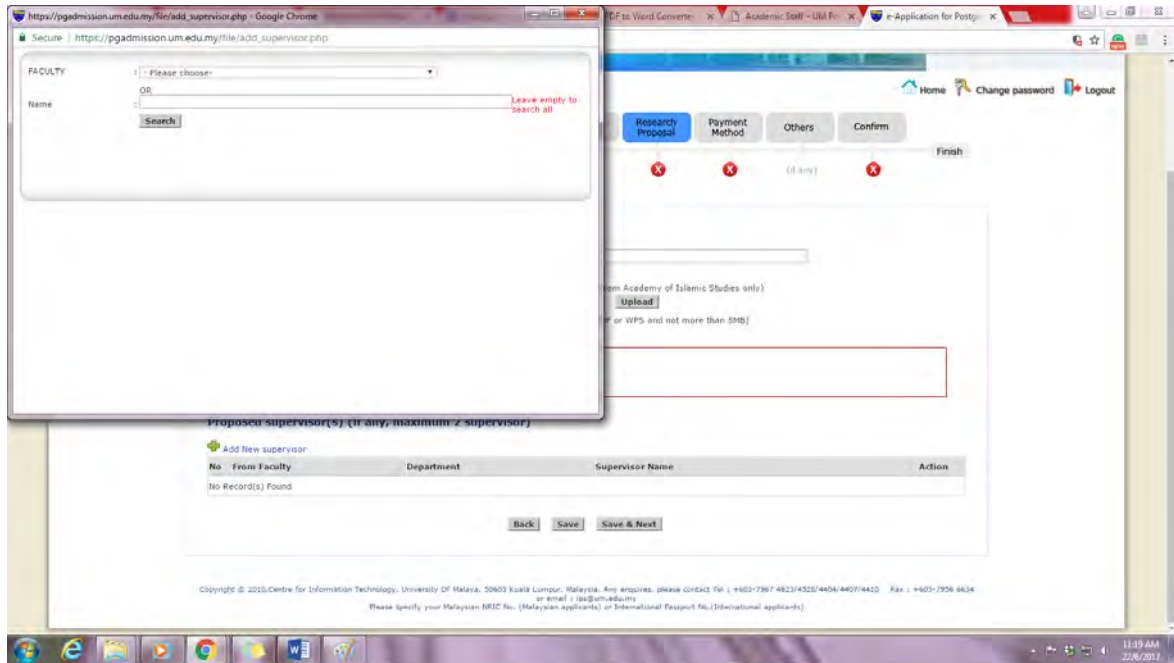 https://pgadmission.um.edu.my/file/add_supervisor.php - Google Chrome
Secure | https://pgadmission.um.edu.my/file/add_supervisor.php
FACULTY : - Please choose-
OR
Name : Leave empty to search all
Search
PDF to Word Converter
Academic Staff - UM
e-Application for Postg
Home Change password Logout
Research Proposal
Payment Method
Others
Confirm
Finish
(if any)
om Academy of Islamic Studies only)
Upload
or WPS and not more than 5MB)
Proposed supervisor(s) (if any, maximum 2 supervisor)
Add New supervisor
No From Faculty Department Supervisor Name Action
No Record(s) Found
Back Save Save & Next
Copyright © 2010.Centre for Information Technology, University Of Malaya, 50603 Kuala Lumpur, Malaysia. Any enquires, please contact Tel : +603-7967 4623/4528/4404/4407/4410 Fax : +603-7956 6634
or email : ips@um.edu.my
Please specify your Malaysian NRIC No. (Malaysian applicants) or International Passport No.(International applicants)
11:19 AM
22/6/2017